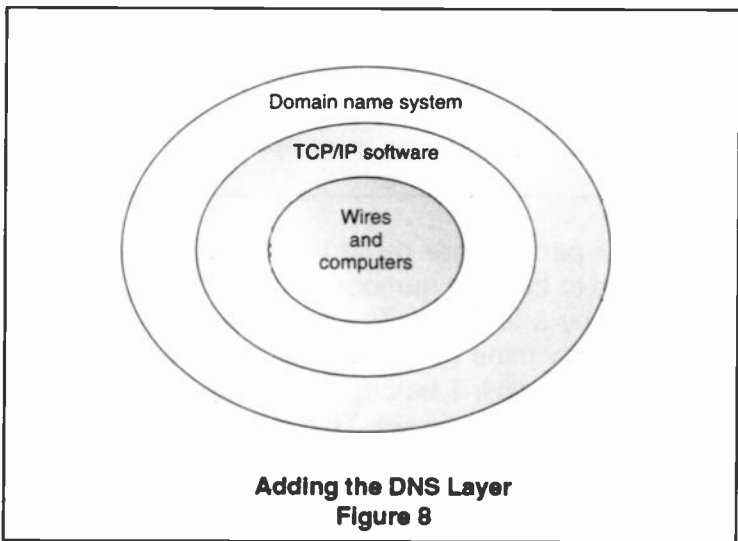 Domain name system
TCP/IP software
Wires
and
computers
Adding the DNS Layer
Figure 8